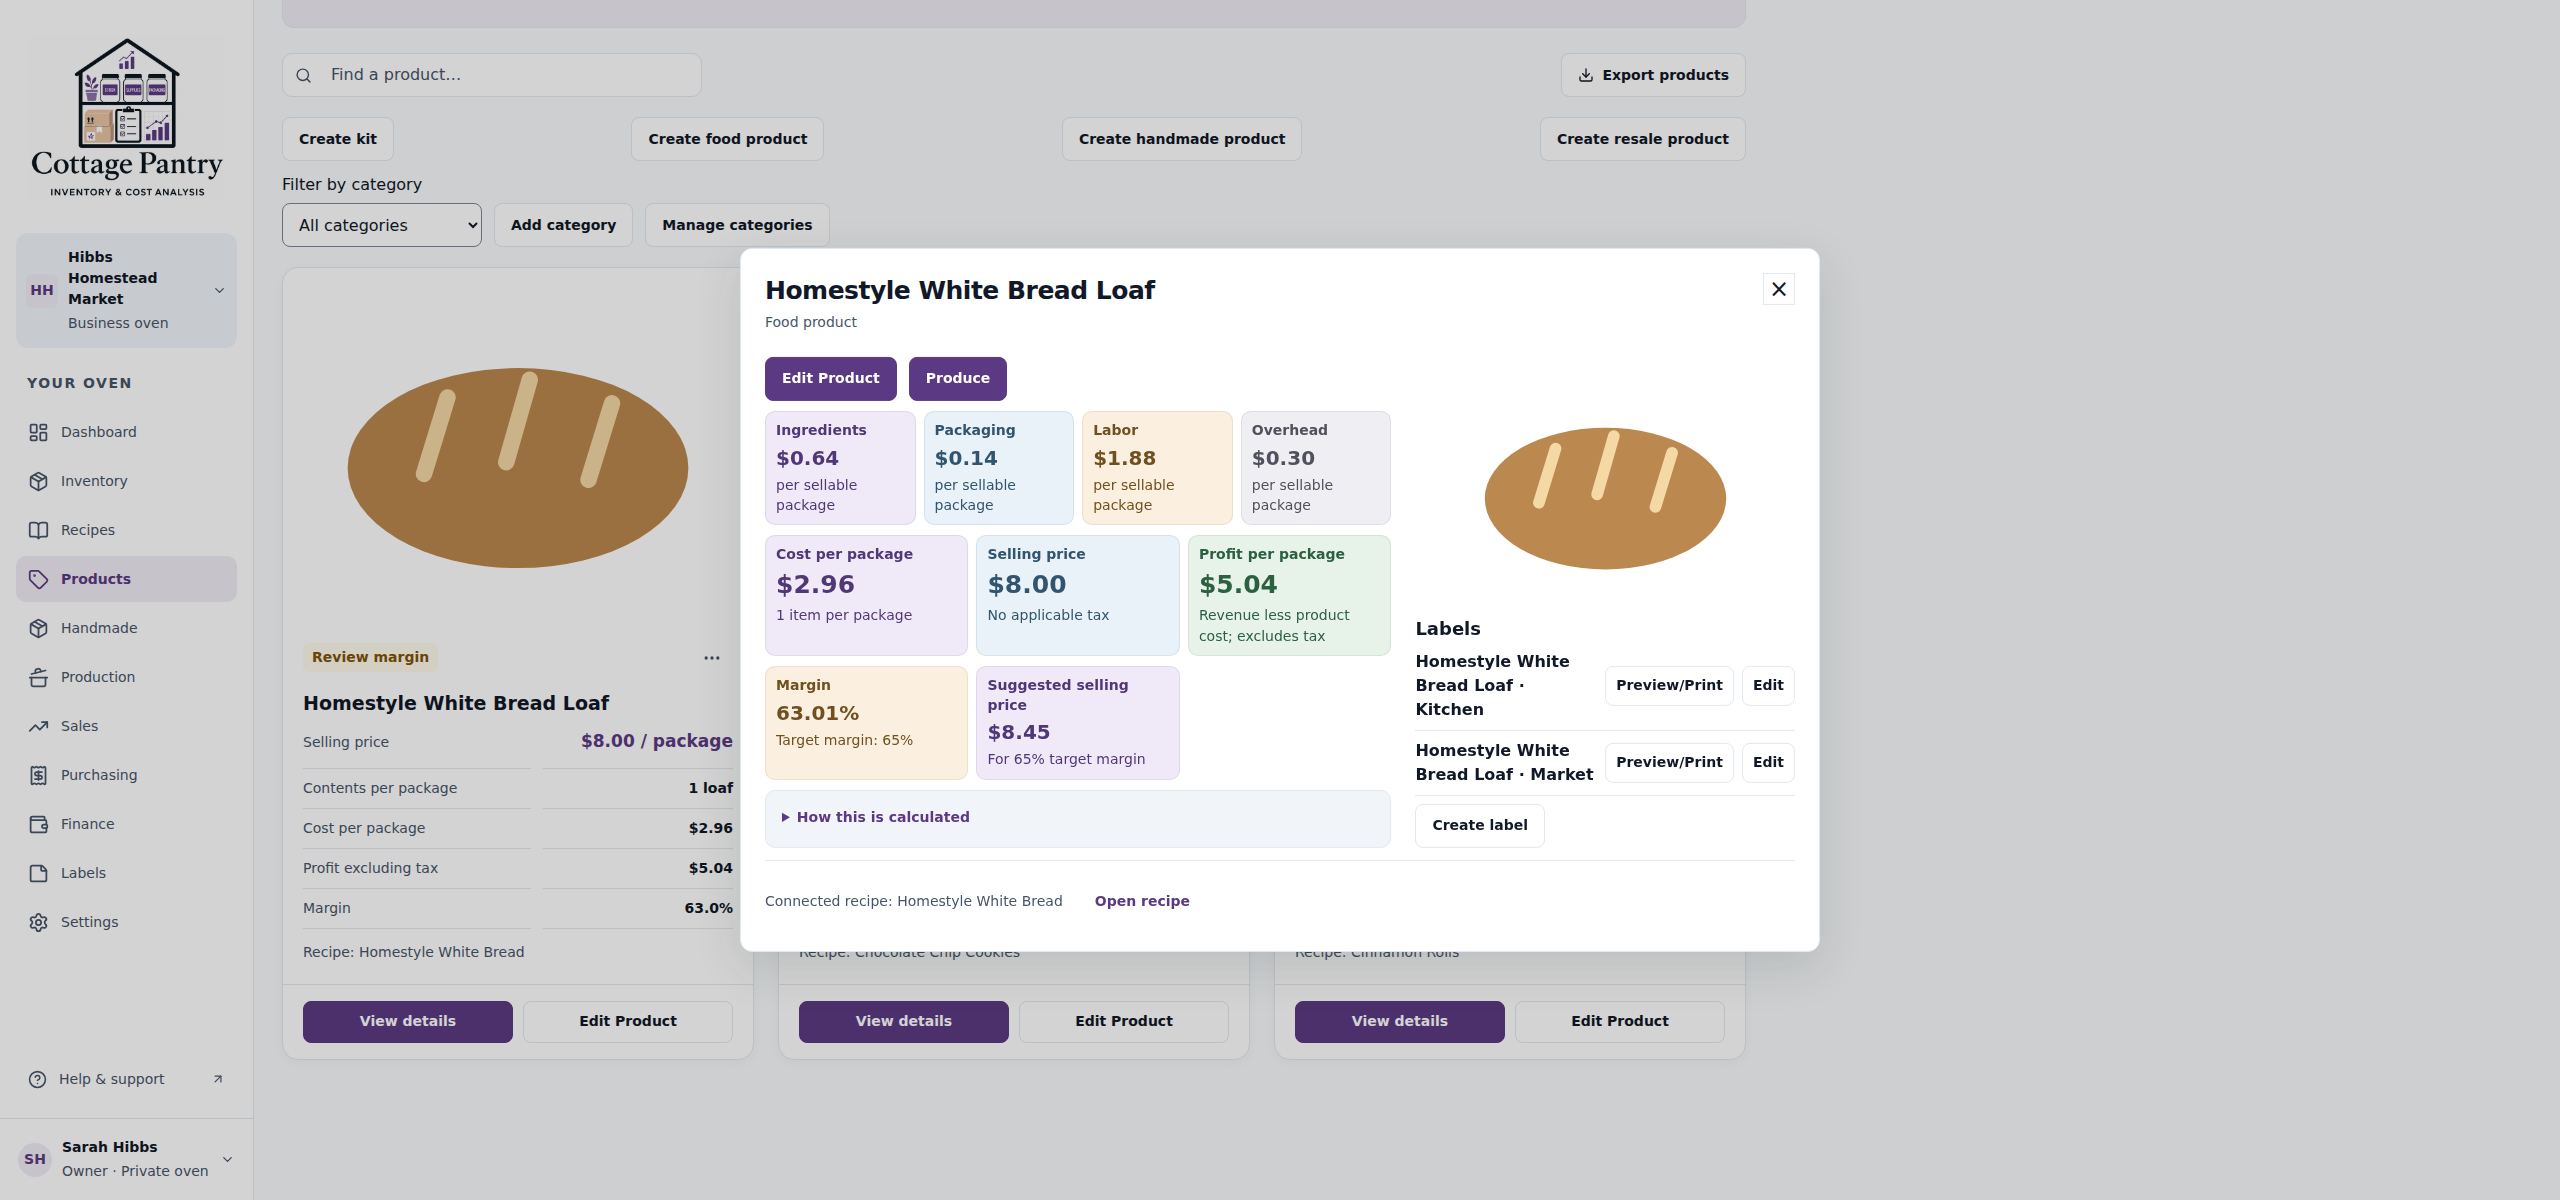 Cottage Pantry
INVENTORY & COST ANALYSIS
HH
Hibbs
Homestead
Market
Business oven
YOUR OVEN
Dashboard
Inventory
Recipes
Products
Handmade
Production
Sales
Purchasing
Finance
Labels
Settings
Help & support
SH
Sarah Hibbs
Owner · Private oven
Find a product...
Export products
Create kit
Create food product
Create handmade product
Create resale product
Filter by category
All categories
Add category
Manage categories
Review margin
Homestyle White Bread Loaf
Selling price $8.00 / package
Contents per package 1 loaf
Cost per package $2.96
Profit excluding tax $5.04
Margin 63.0%
Recipe: Homestyle White Bread
View details
Edit Product
Recipe: Chocolate Chip Cookies
View details
Edit Product
Recipe: Cinnamon Rolls
View details
Edit Product
Homestyle White Bread Loaf
Food product
Edit Product
Produce
Ingredients
$0.64
per sellable
package
Packaging
$0.14
per sellable
package
Labor
$1.88
per sellable
package
Overhead
$0.30
per sellable
package
Cost per package
$2.96
1 item per package
Selling price
$8.00
No applicable tax
Profit per package
$5.04
Revenue less product
cost; excludes tax
Margin
63.01%
Target margin: 65%
Suggested selling
price
$8.45
For 65% target margin
How this is calculated
Labels
Homestyle White
Bread Loaf ·
Kitchen
Preview/Print
Edit
Homestyle White
Bread Loaf · Market
Preview/Print
Edit
Create label
Connected recipe: Homestyle White Bread
Open recipe